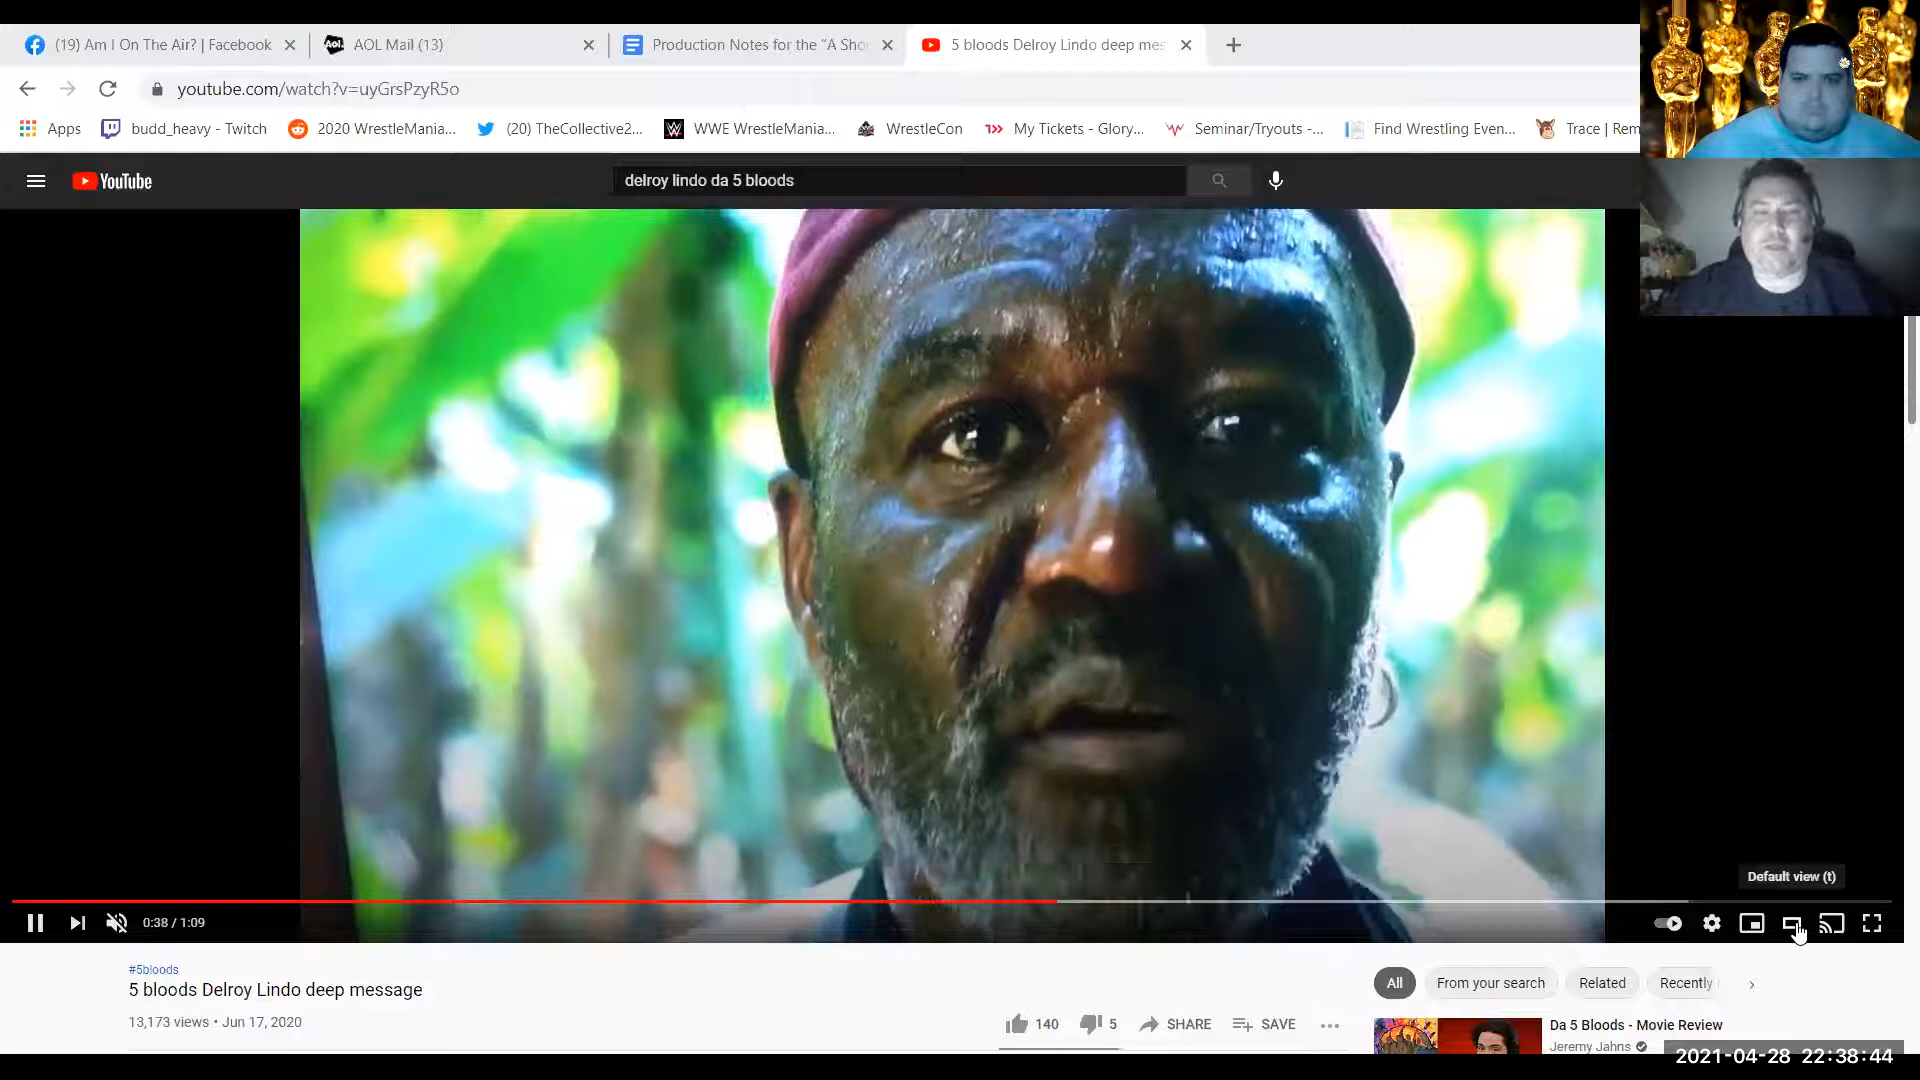 (19) Am I On The Air? | Facebook
AOL Mail (13)
Production Notes for the "A Sho
5 bloods Delroy Lindo deep mes
youtube.com/watch?v=uyGrsPzyR5o
Apps
budd_heavy - Twitch
2020 WrestleMania...
(20) TheCollective2...
WWE WrestleMania...
WrestleCon
My Tickets - Glory...
Seminar/Tryouts -...
Find Wrestling Even...
Trace | Rem
YouTube
delroy lindo da 5 bloods
Default view (t)
0:38 / 1:09
#5bloods
5 bloods Delroy Lindo deep message
13,173 views • Jun 17, 2020
140
5
SHARE
SAVE
All
From your search
Related
Recently
Da 5 Bloods - Movie Review
Jeremy Jahns
2021-04-28 22:38:44